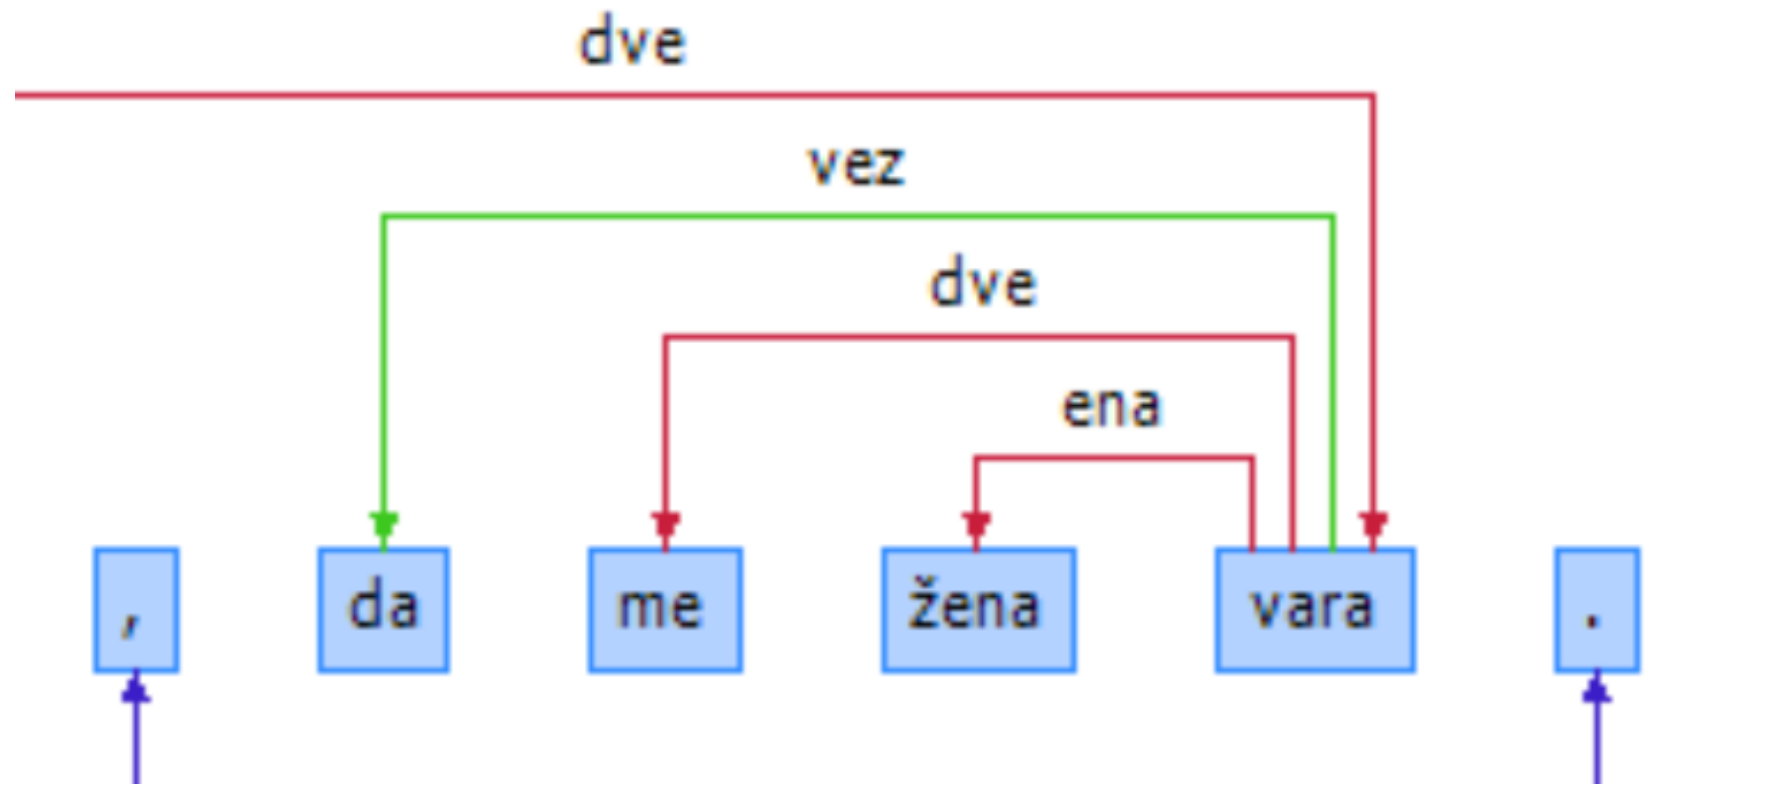 dve
vez
dve
ena
, da me žena vara .